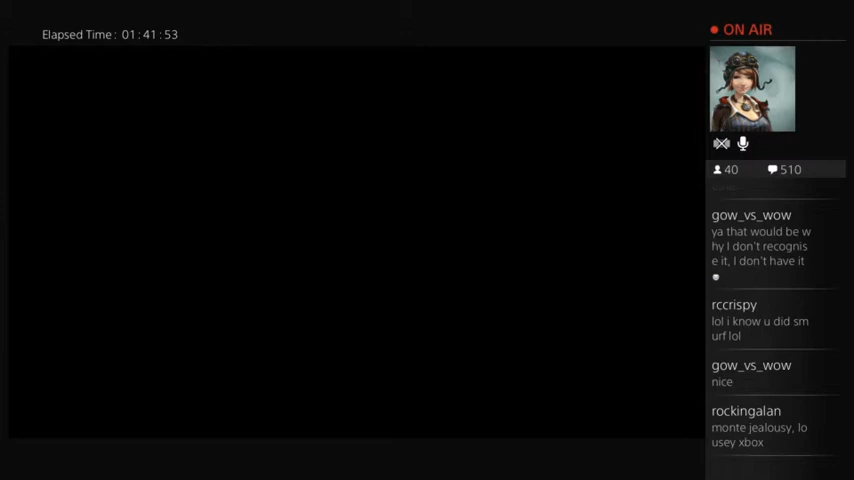 Elapsed Time: 01:41:53
ON AIR
40 510
gow_vs_wow
ya that would be w
hy I don't recognis
e it, I don't have it
rccrispy
lol i know u did sm
urf lol
gow_vs_wow
nice
rockingalan
monte jealousy, lo
usey xbox